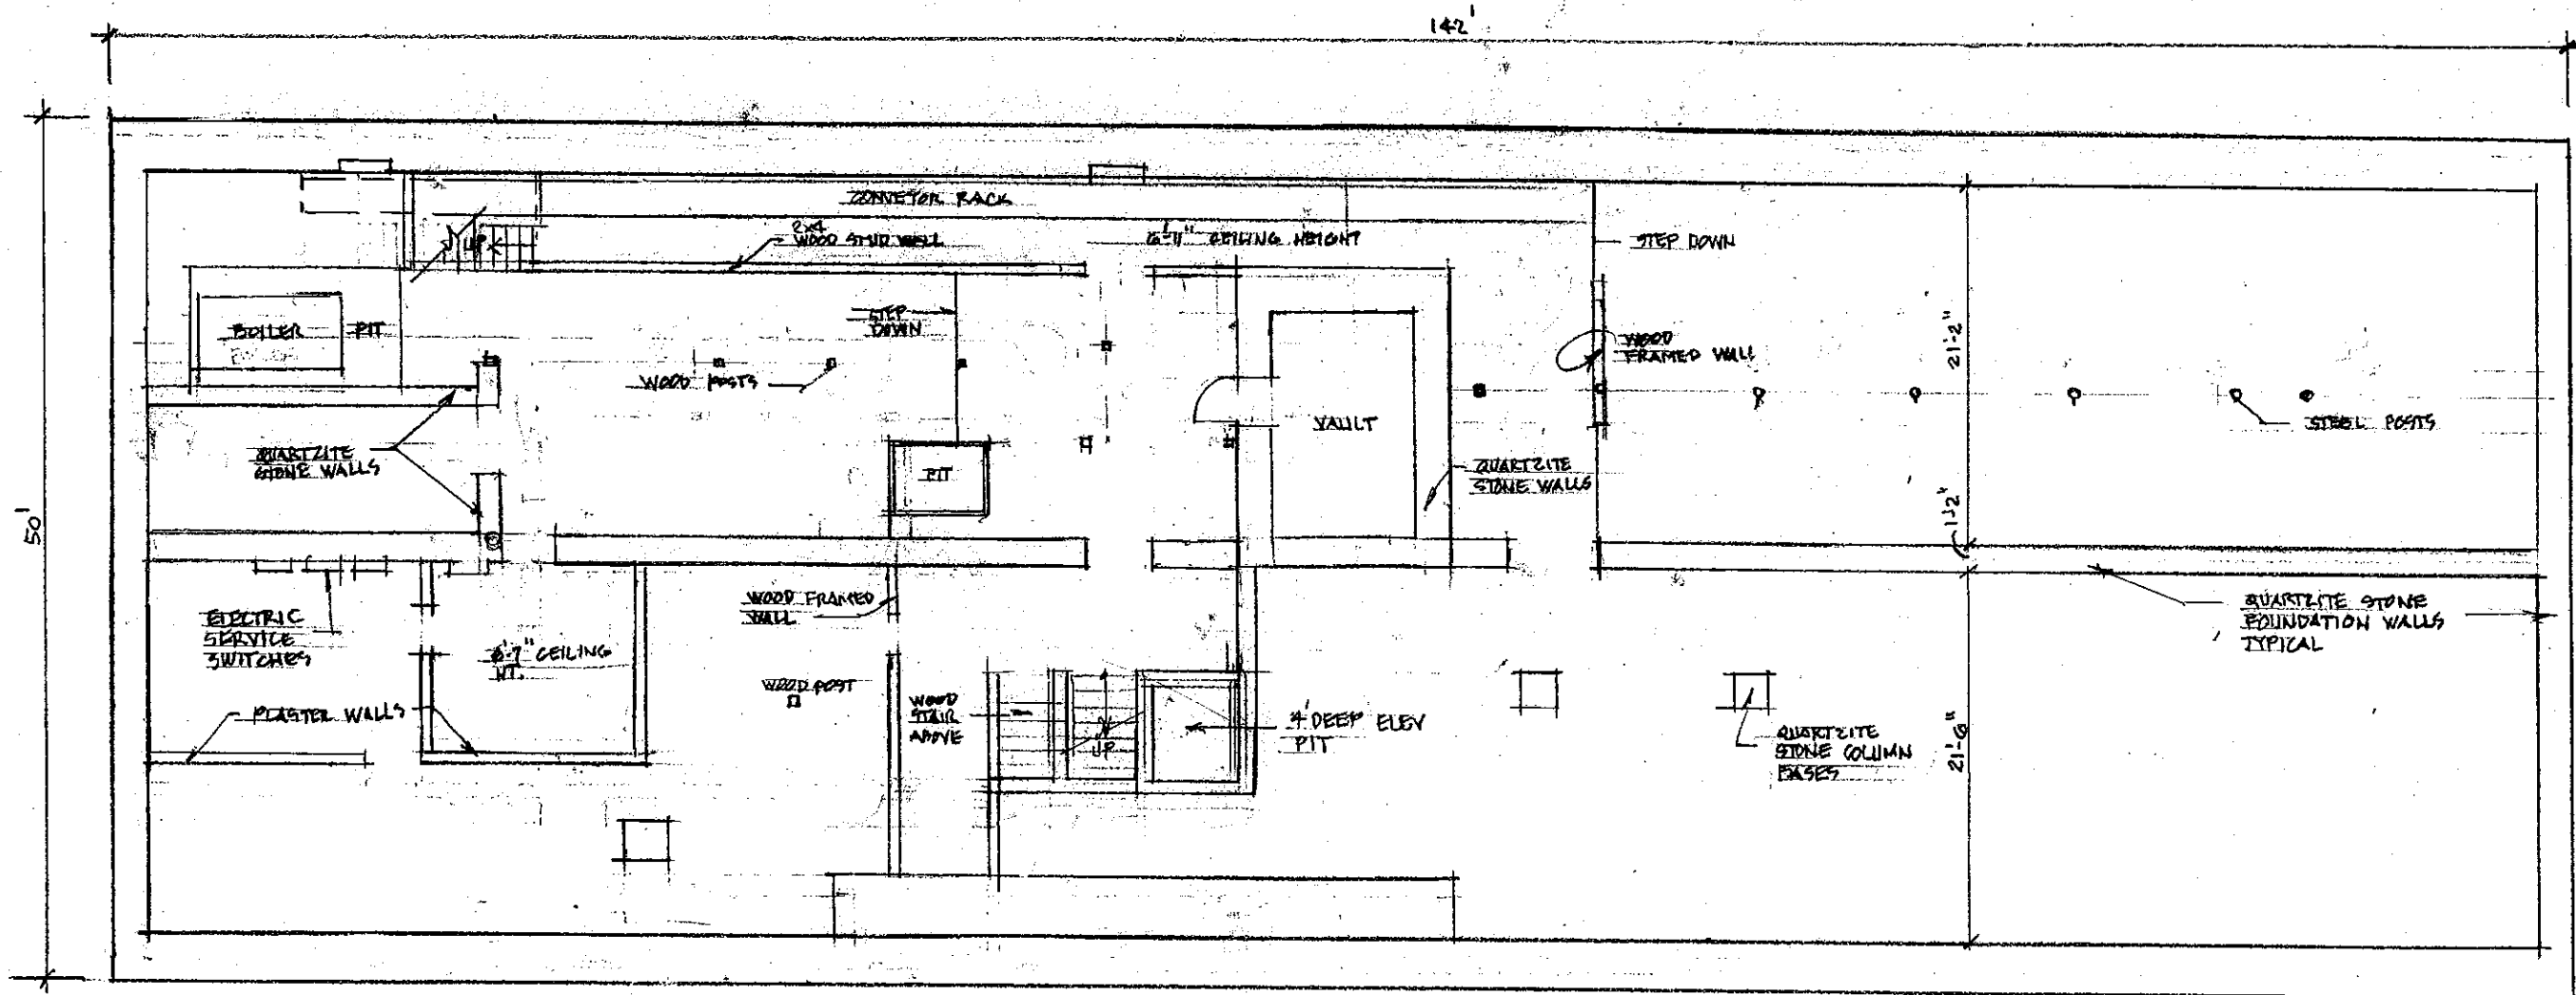 142'
CONVEYOR RACK
UP
2x4
WOOD STUD WALL
6'-11" CEILING HEIGHT
STEP DOWN
BOILER
PIT
STEP
DOWN
WOOD POSTS
WOOD
FRAMED WALL
21'-2"
VAULT
STEEL POSTS
QUARTZITE
STONE WALLS
PIT
QUARTZITE
STONE WALLS
1'-2"
50'
ELECTRIC
SERVICE
SWITCHES
CEILING
HT.
WOOD FRAMED
WALL
QUARTZITE STONE
FOUNDATION WALLS
TYPICAL
PLASTER WALLS
WOOD POST
WOOD
STAIR
ABOVE
UP
4' DEEP ELEV
PIT
QUARTZITE
STONE COLUMN
BASES
21'-6"